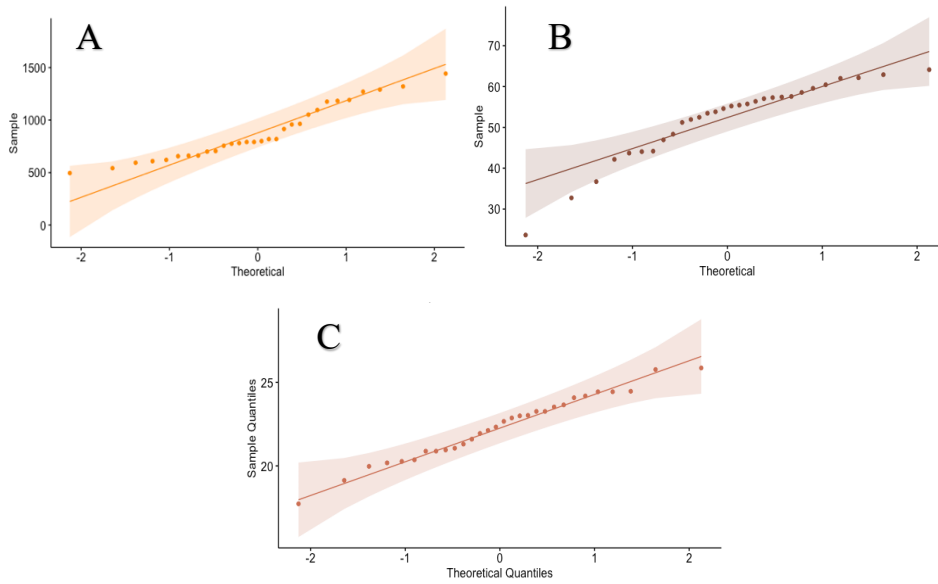 A
Sample
1500
1000
500
0
-2 -1 0 1 2
Theoretical
B
Sample
70
60
50
40
30
-2 -1 0 1 2
Theoretical
C
Sample Quantiles
25
20
-2 -1 0 1 2
Theoretical Quantiles